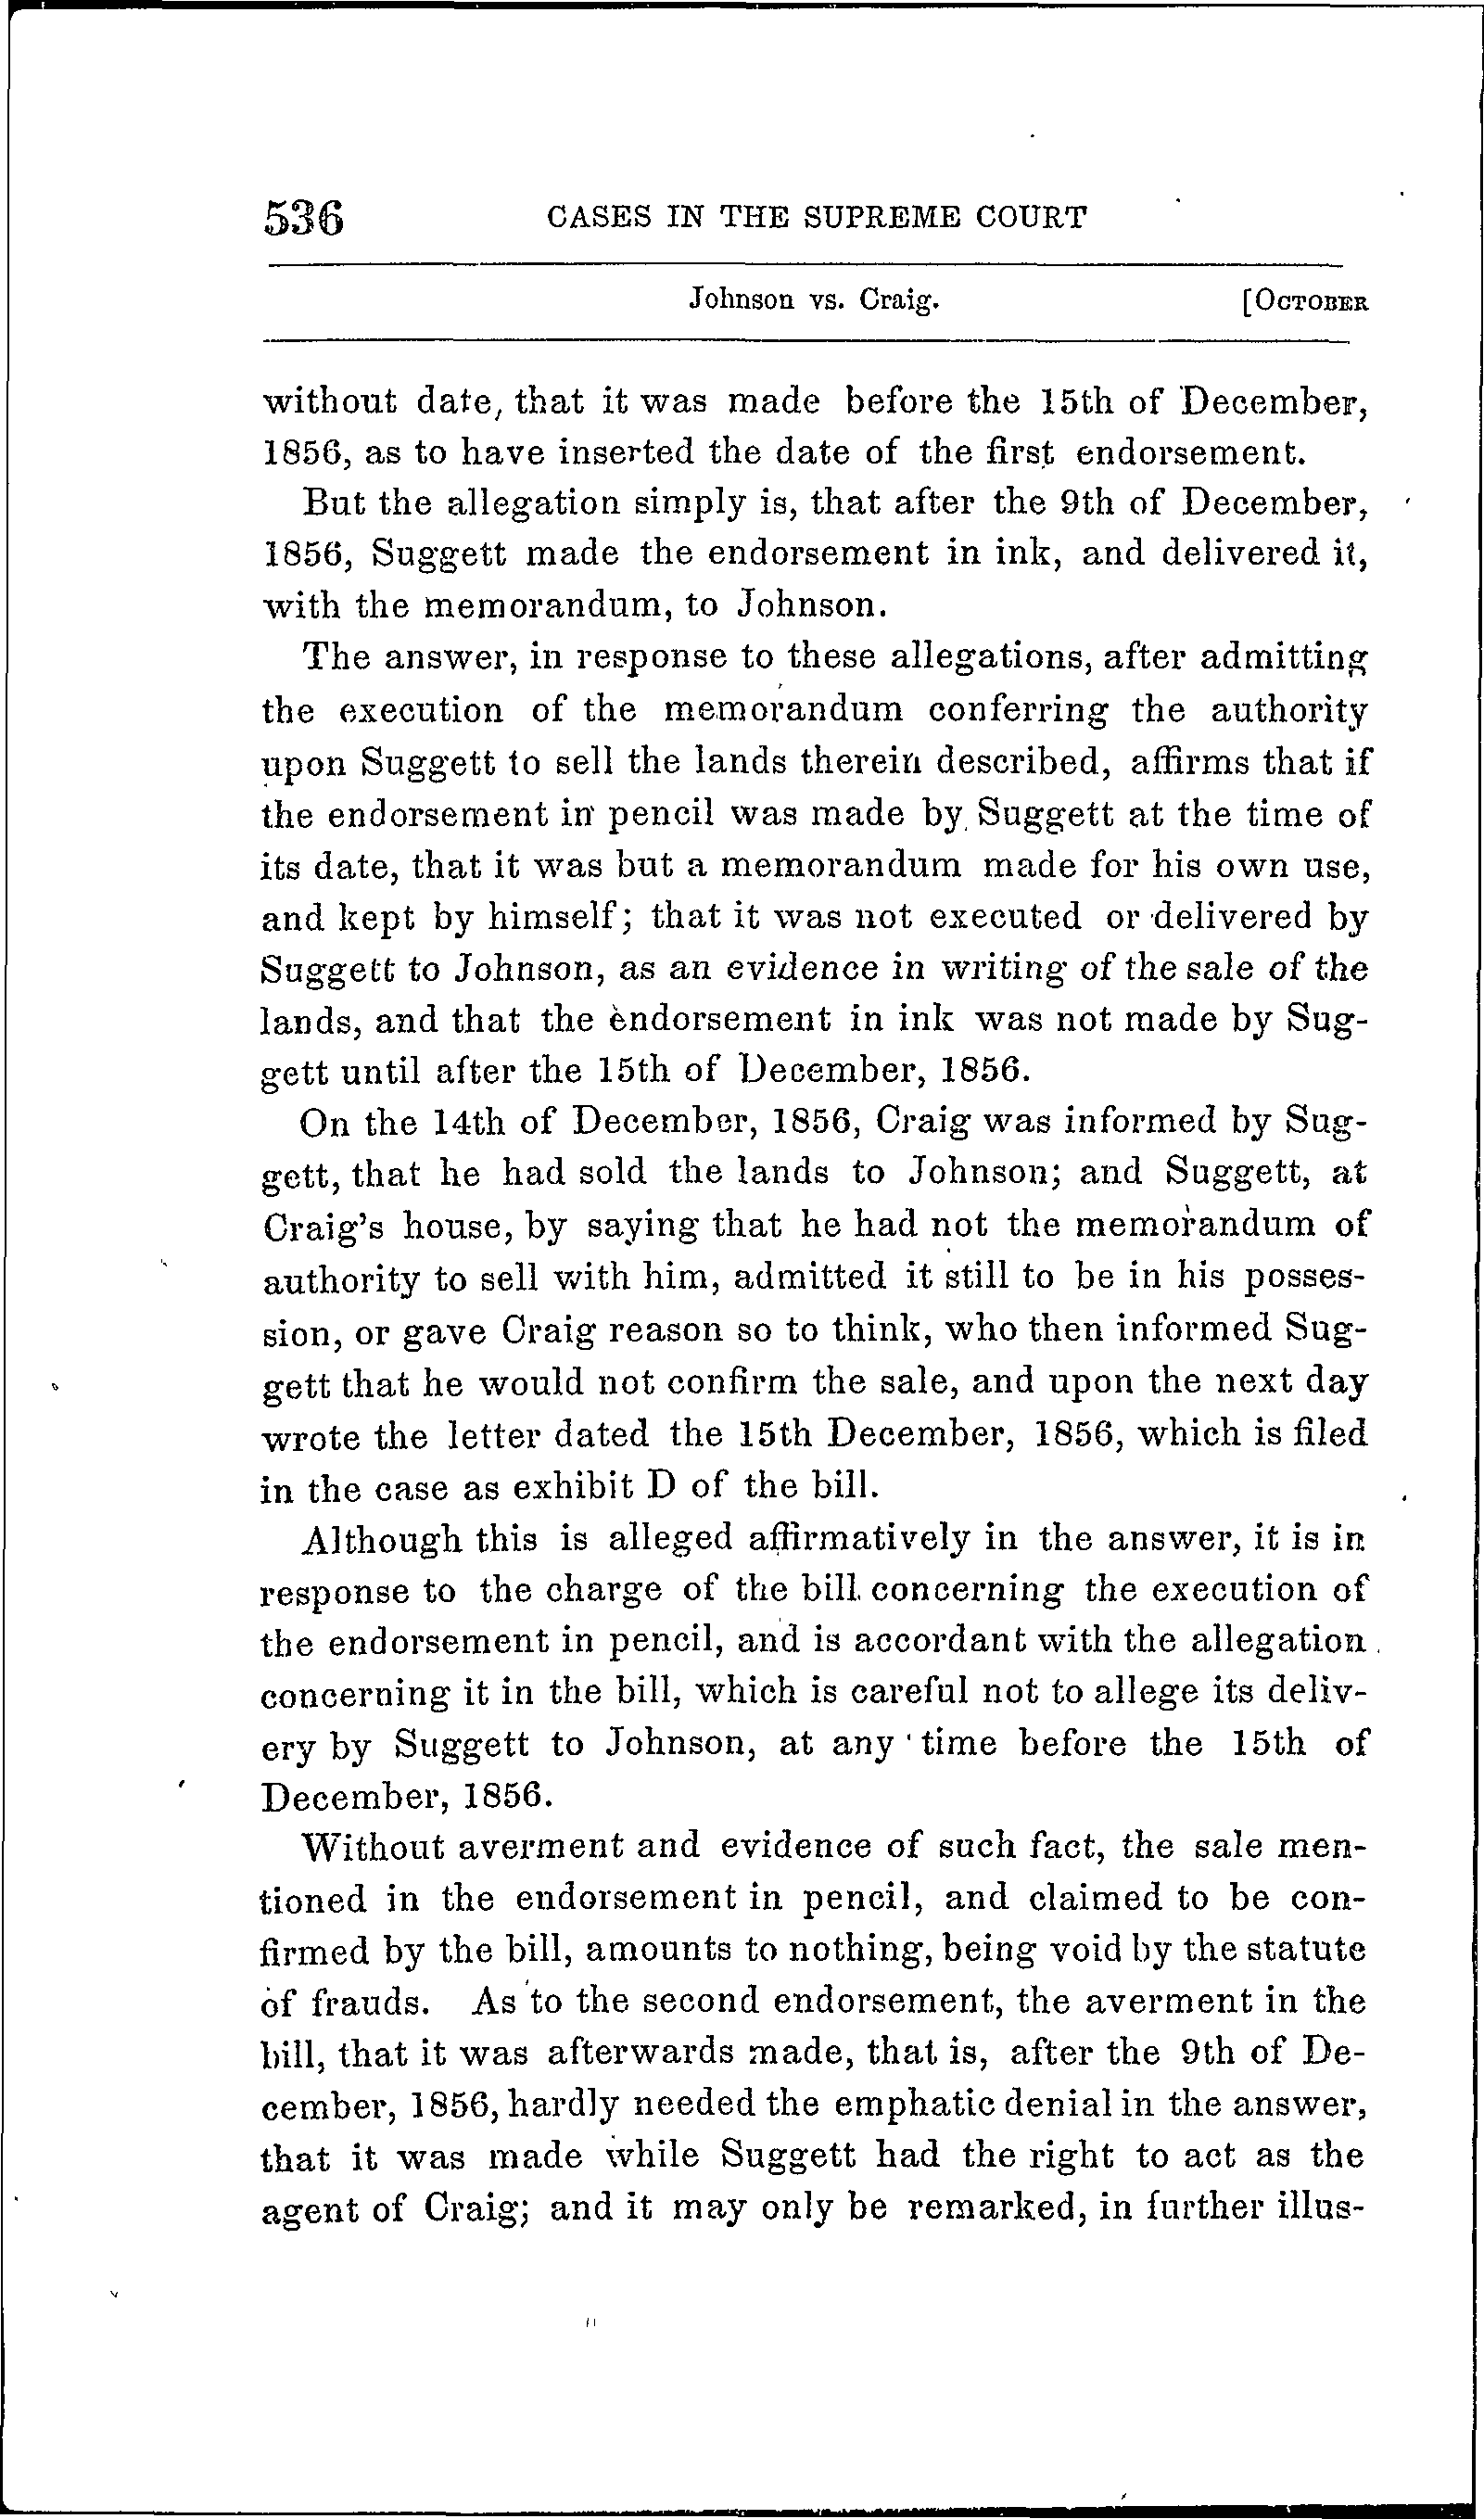 536 CASES IN THE SUPREME COURT
Johnson vs. Craig. [OCTOBER
without date, that it was made before the 15th of December,
1856, as to have inserted the date of the first endorsement.
But the allegation simply is, that after the 9th of December,
1856, Suggett made the endorsement in ink, and delivered it,
with the memorandum, to Johnson.
The answer, in response to these allegations, after admitting
the execution of the memorandum conferring the authority
upon Suggett to sell the lands therein described, affirms that if
the endorsement in pencil was made by Suggett at the time of
its date, that it was but a memorandum made for his own use,
and kept by himself; that it was not executed or delivered by
Suggett to Johnson, as an evidence in writing of the sale of the
lands, and that the endorsement in ink was not made by Sug-
gett until after the 15th of December, 1856.
On the 14th of December, 1856, Craig was informed by Sug-
gett, that he had sold the lands to Johnson; and Suggett, at
Craig's house, by saying that he had not the memorandum of
authority to sell with him, admitted it still to be in his posses-
sion, or gave Craig reason so to think, who then informed Sug-
gett that he would not confirm the sale, and upon the next day
wrote the letter dated the 15th December, 1856, which is filed
in the case as exhibit D of the bill.
Although this is alleged affirmatively in the answer, it is in
response to the charge of the bill concerning the execution of
the endorsement in pencil, and is accordant with the allegation
concerning it in the bill, which is careful not to allege its deliv-
ery by Suggett to Johnson, at any time before the 15th of
December, 1856.
Without averment and evidence of such fact, the sale men-
tioned in the endorsement in pencil, and claimed to be con-
firmed by the bill, amounts to nothing, being void by the statute
of frauds. As to the second endorsement, the averment in the
bill, that it was afterwards made, that is, after the 9th of De-
cember, 1856, hardly needed the emphatic denial in the answer,
that it was made while Suggett had the right to act as the
agent of Craig; and it may only be remarked, in further illus-